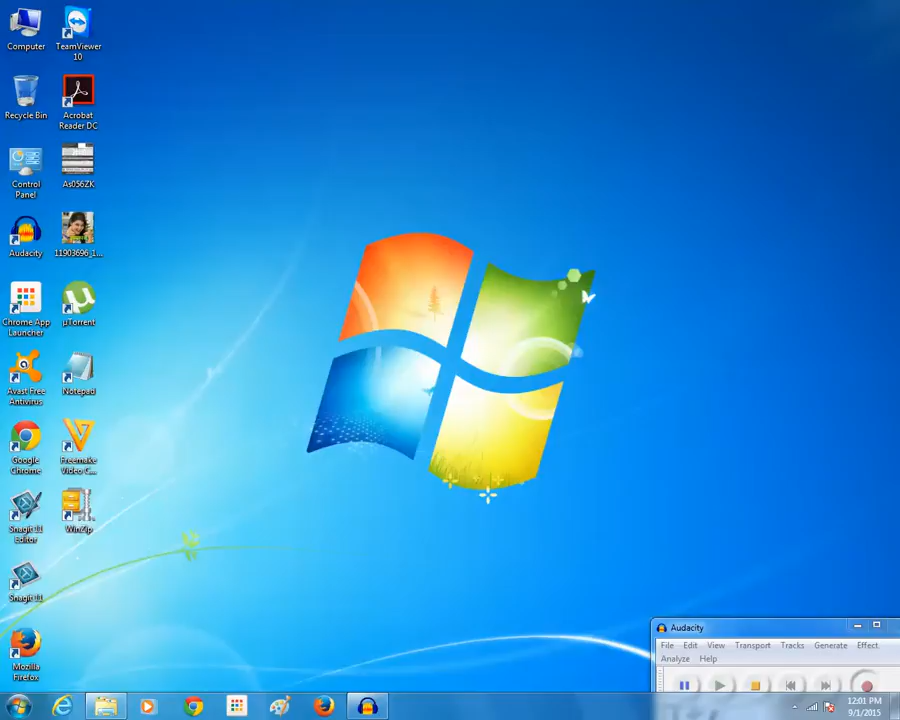 Computer
TeamViewer
10
Recycle Bin
Acrobat
Reader DC
Control
Panel
As056ZK
Audacity
11903696_1...
Chrome App
Launcher
µTorrent
Avast Free
Antivirus
Notepad
Google
Chrome
Freemake
Video C...
Snagit 11
Editor
WinZip
Snagit 11
Mozilla
Firefox
Audacity
File Edit View Transport Tracks Generate Effect
Analyze Help
12:01 PM
9/1/2015